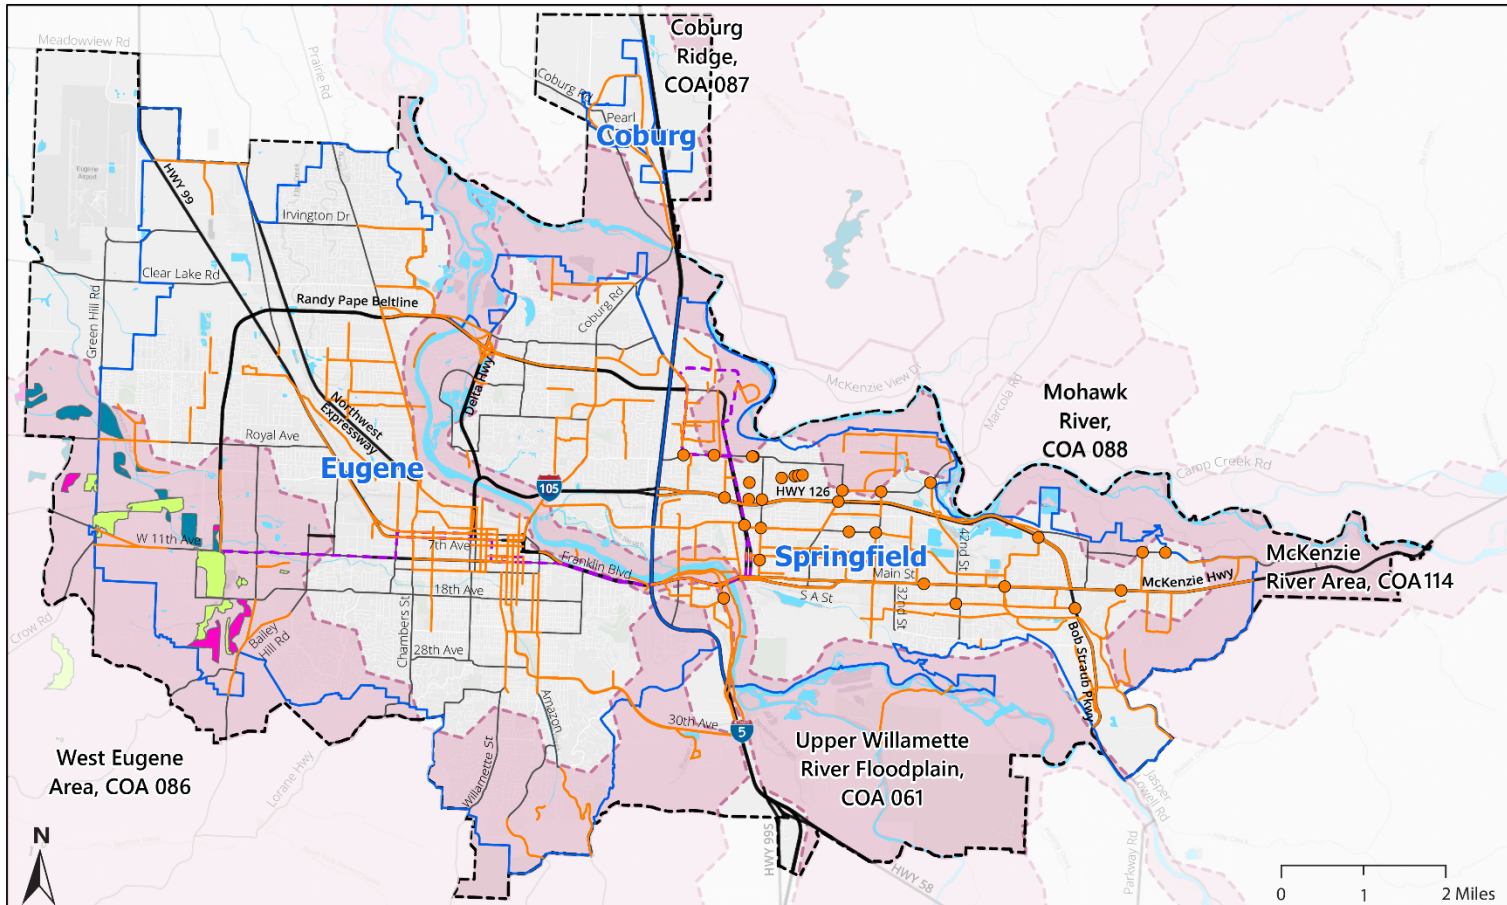 Coburg
Ridge,
COA 087
Meadowview Rd
Prairie Rd
Coburg Rd
Pearl
Coburg
Eugene
Airport
HWY 99
Irvington Dr
Clear Lake Rd
Green Hill Rd
Randy Pape Beltline
Coburg Rd
Delta Hwy
McKenzie View Dr
Marcola Rd
Mohawk
River,
COA 088
Northwest
Expressway
Royal Ave
Eugene
105
HWY 126
Camp Creek Rd
W 11th Ave
7th Ave
Franklin Blvd
Springfield
42nd St
McKenzie
River Area, COA 114
Main St
McKenzie Hwy
18th Ave
S A St
32nd St
Crow Rd
Bailey
Hill Rd
Chambers St
28th Ave
Bob Straub Pkwy
Amazon
30th Ave
5
Upper Willamette
River Floodplain,
COA 061
West Eugene
Area, COA 086
Lorane Hwy
Willamette St
Jasper
Lowell Rd
HWY 99S
HWY 58
Parkway Rd
N
0 1 2 Miles